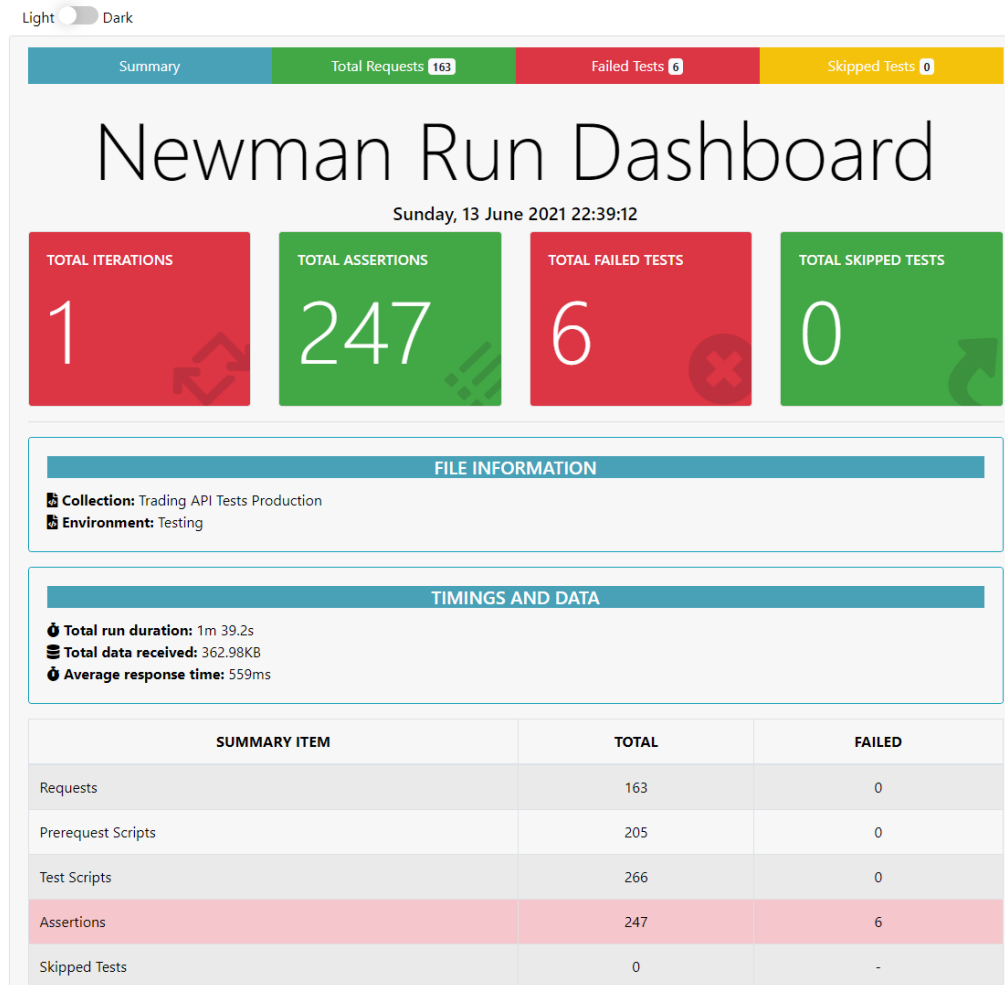 Light Dark
Summary Total Requests 163 Failed Tests 6 Skipped Tests 0
Newman Run Dashboard
Sunday, 13 June 2021 22:39:12
TOTAL ITERATIONS TOTAL ASSERTIONS TOTAL FAILED TESTS TOTAL SKIPPED TESTS
1 247 6 0
FILE INFORMATION
Collection: Trading API Tests Production
Environment: Testing
TIMINGS AND DATA
Total run duration: 1m 39.2s
Total data received: 362.98KB
Average response time: 559ms
SUMMARY ITEM TOTAL FAILED
Requests 163 0
Prerequest Scripts 205 0
Test Scripts 266 0
Assertions 247 6
Skipped Tests 0 -